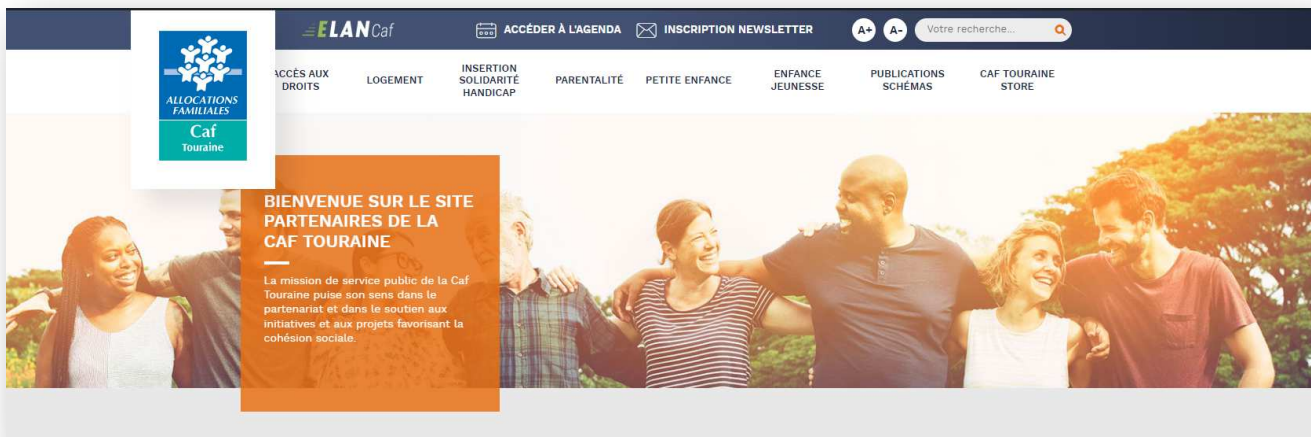 ELAN Caf
ACCÉDER À L'AGENDA
INSCRIPTION NEWSLETTER
A+
A-
Votre recherche...
ALLOCATIONS
FAMILIALES
Caf
Touraine
ACCÈS AUX
DROITS
LOGEMENT
INSERTION
SOLIDARITÉ
HANDICAP
PARENTALITÉ
PETITE ENFANCE
ENFANCE
JEUNESSE
PUBLICATIONS
SCHÉMAS
CAF TOURAINE
STORE
BIENVENUE SUR LE SITE
PARTENAIRES DE LA
CAF TOURAINE
La mission de service public de la Caf
Touraine puise son sens dans le
partenariat et dans le soutien aux
initiatives et aux projets favorisant la
cohésion sociale.